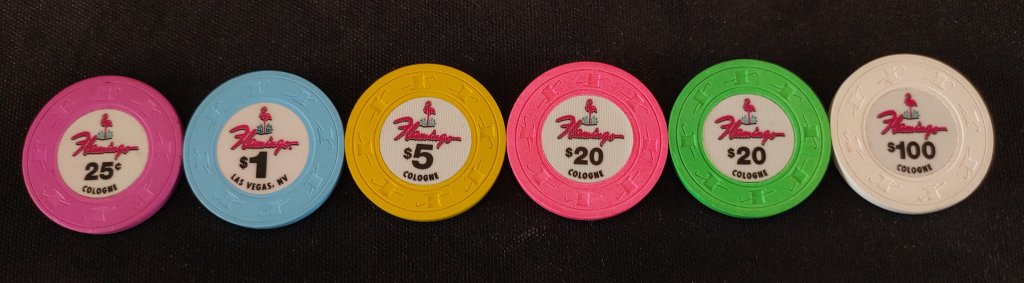 Flamingo
25¢
COLOGNE
Flamingo
$1
LAS VEGAS, NV
Flamingo
$5
COLOGNE
Flamingo
$20
COLOGNE
Flamingo
$20
COLOGNE
Flamingo
$100
COLOGNE